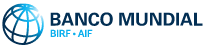 BANCO MUNDIAL
BIRF • AIF